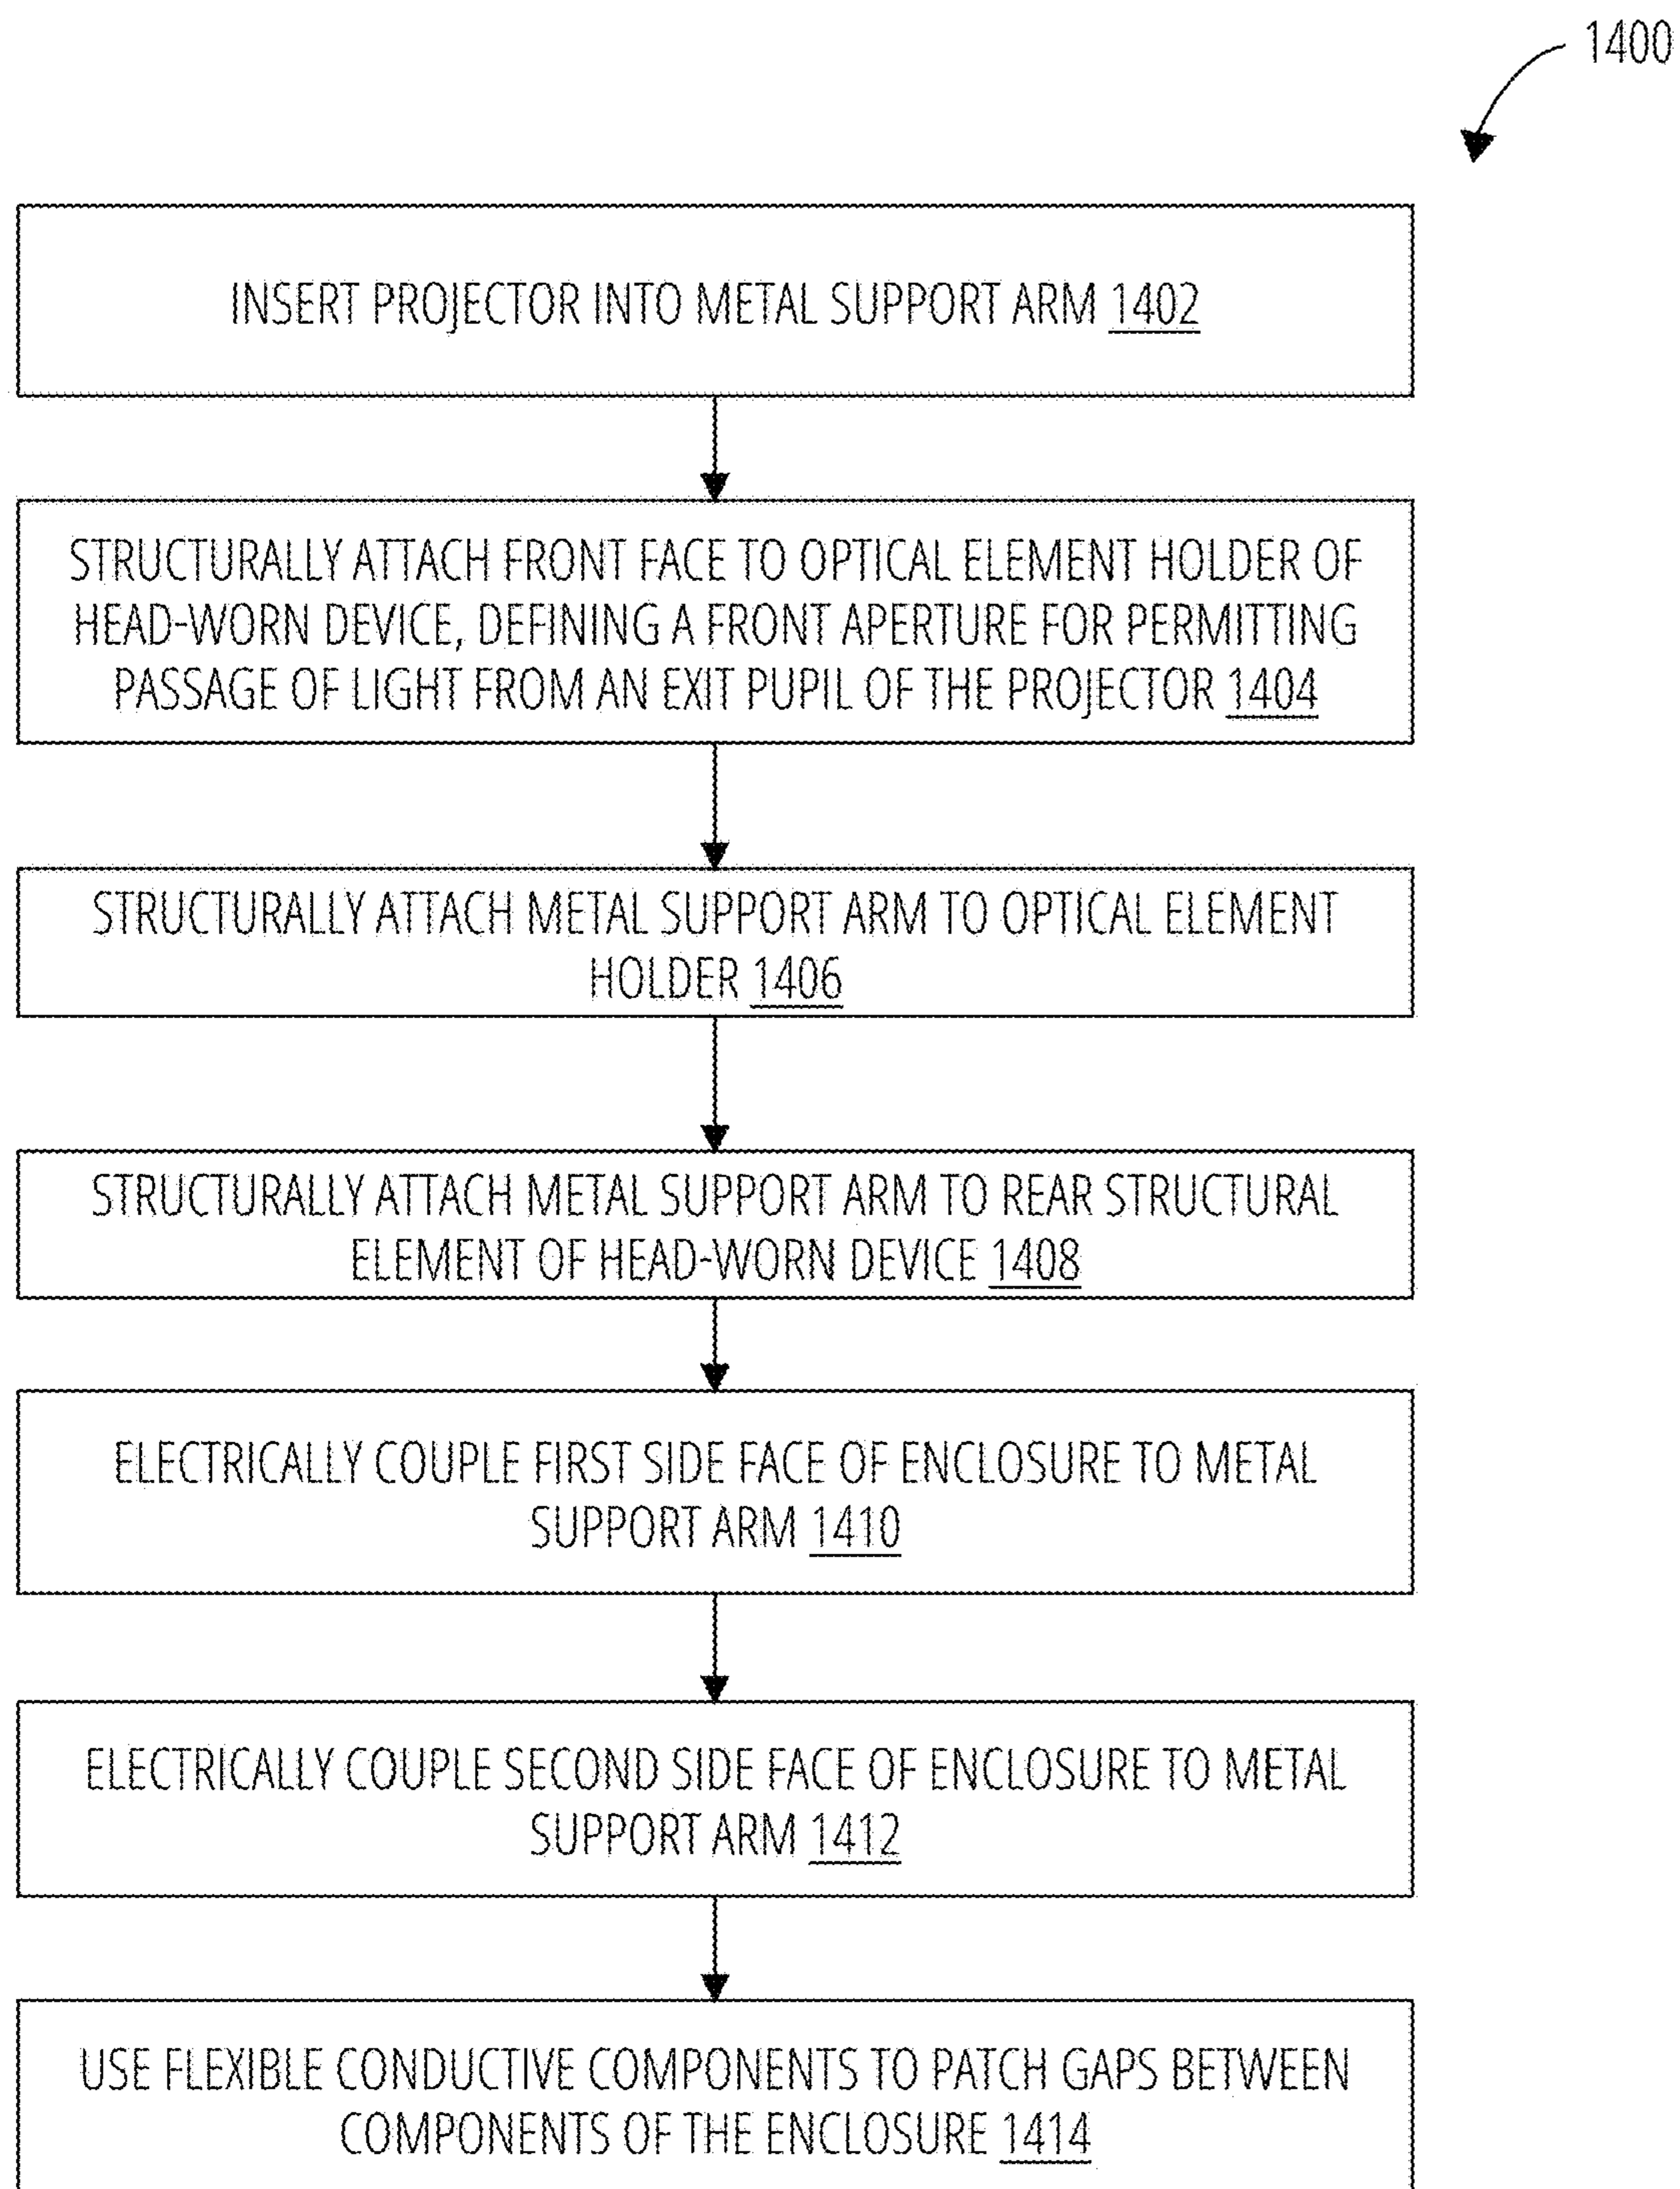 1400
INSERT PROJECTOR INTO METAL SUPPORT ARM 1402
STRUCTURALLY ATTACH FRONT FACE TO OPTICAL ELEMENT HOLDER OF
HEAD-WORN DEVICE, DEFINING A FRONT APERTURE FOR PERMITTING
PASSAGE OF LIGHT FROM AN EXIT PUPIL OF THE PROJECTOR 1404
STRUCTURALLY ATTACH METAL SUPPORT ARM TO OPTICAL ELEMENT
HOLDER 1406
STRUCTURALLY ATTACH METAL SUPPORT ARM TO REAR STRUCTURAL
ELEMENT OF HEAD-WORN DEVICE 1408
ELECTRICALLY COUPLE FIRST SIDE FACE OF ENCLOSURE TO METAL
SUPPORT ARM 1410
ELECTRICALLY COUPLE SECOND SIDE FACE OF ENCLOSURE TO METAL
SUPPORT ARM 1412
USE FLEXIBLE CONDUCTIVE COMPONENTS TO PATCH GAPS BETWEEN
COMPONENTS OF THE ENCLOSURE 1414